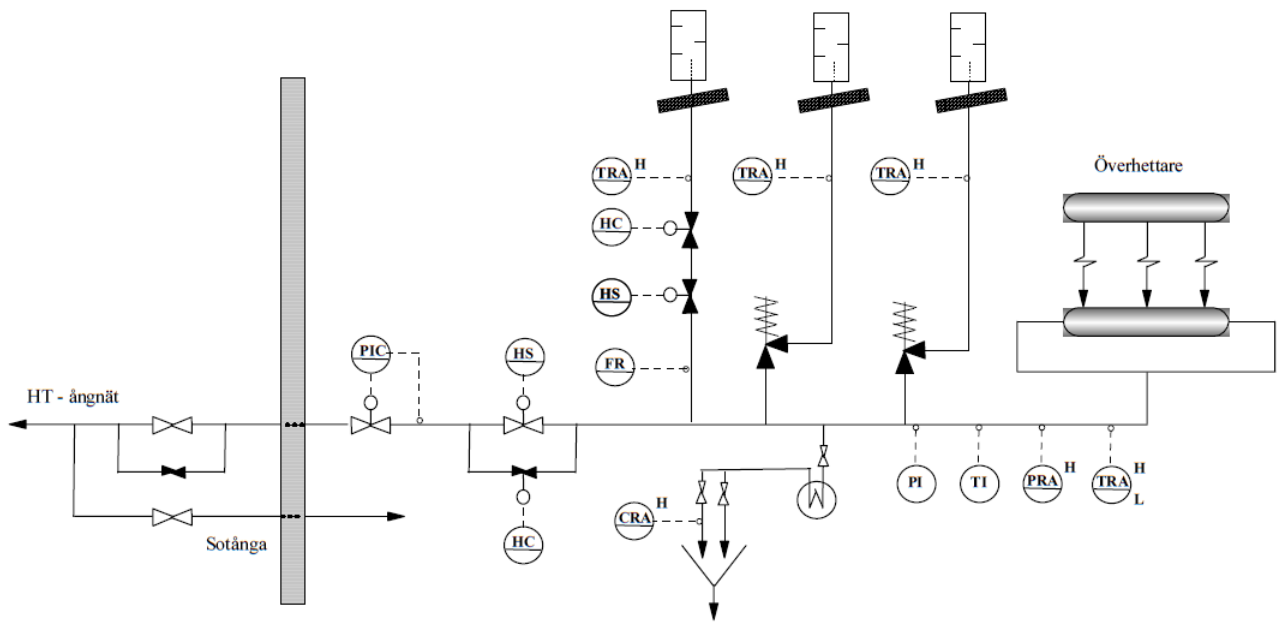 TRA H
TRA H
TRA H
Överhettare
HC
HS
PIC
HS
FR
HT - ångnät
PI
TI
PRA H
TRA H
L
CRA H
HC
Sotånga